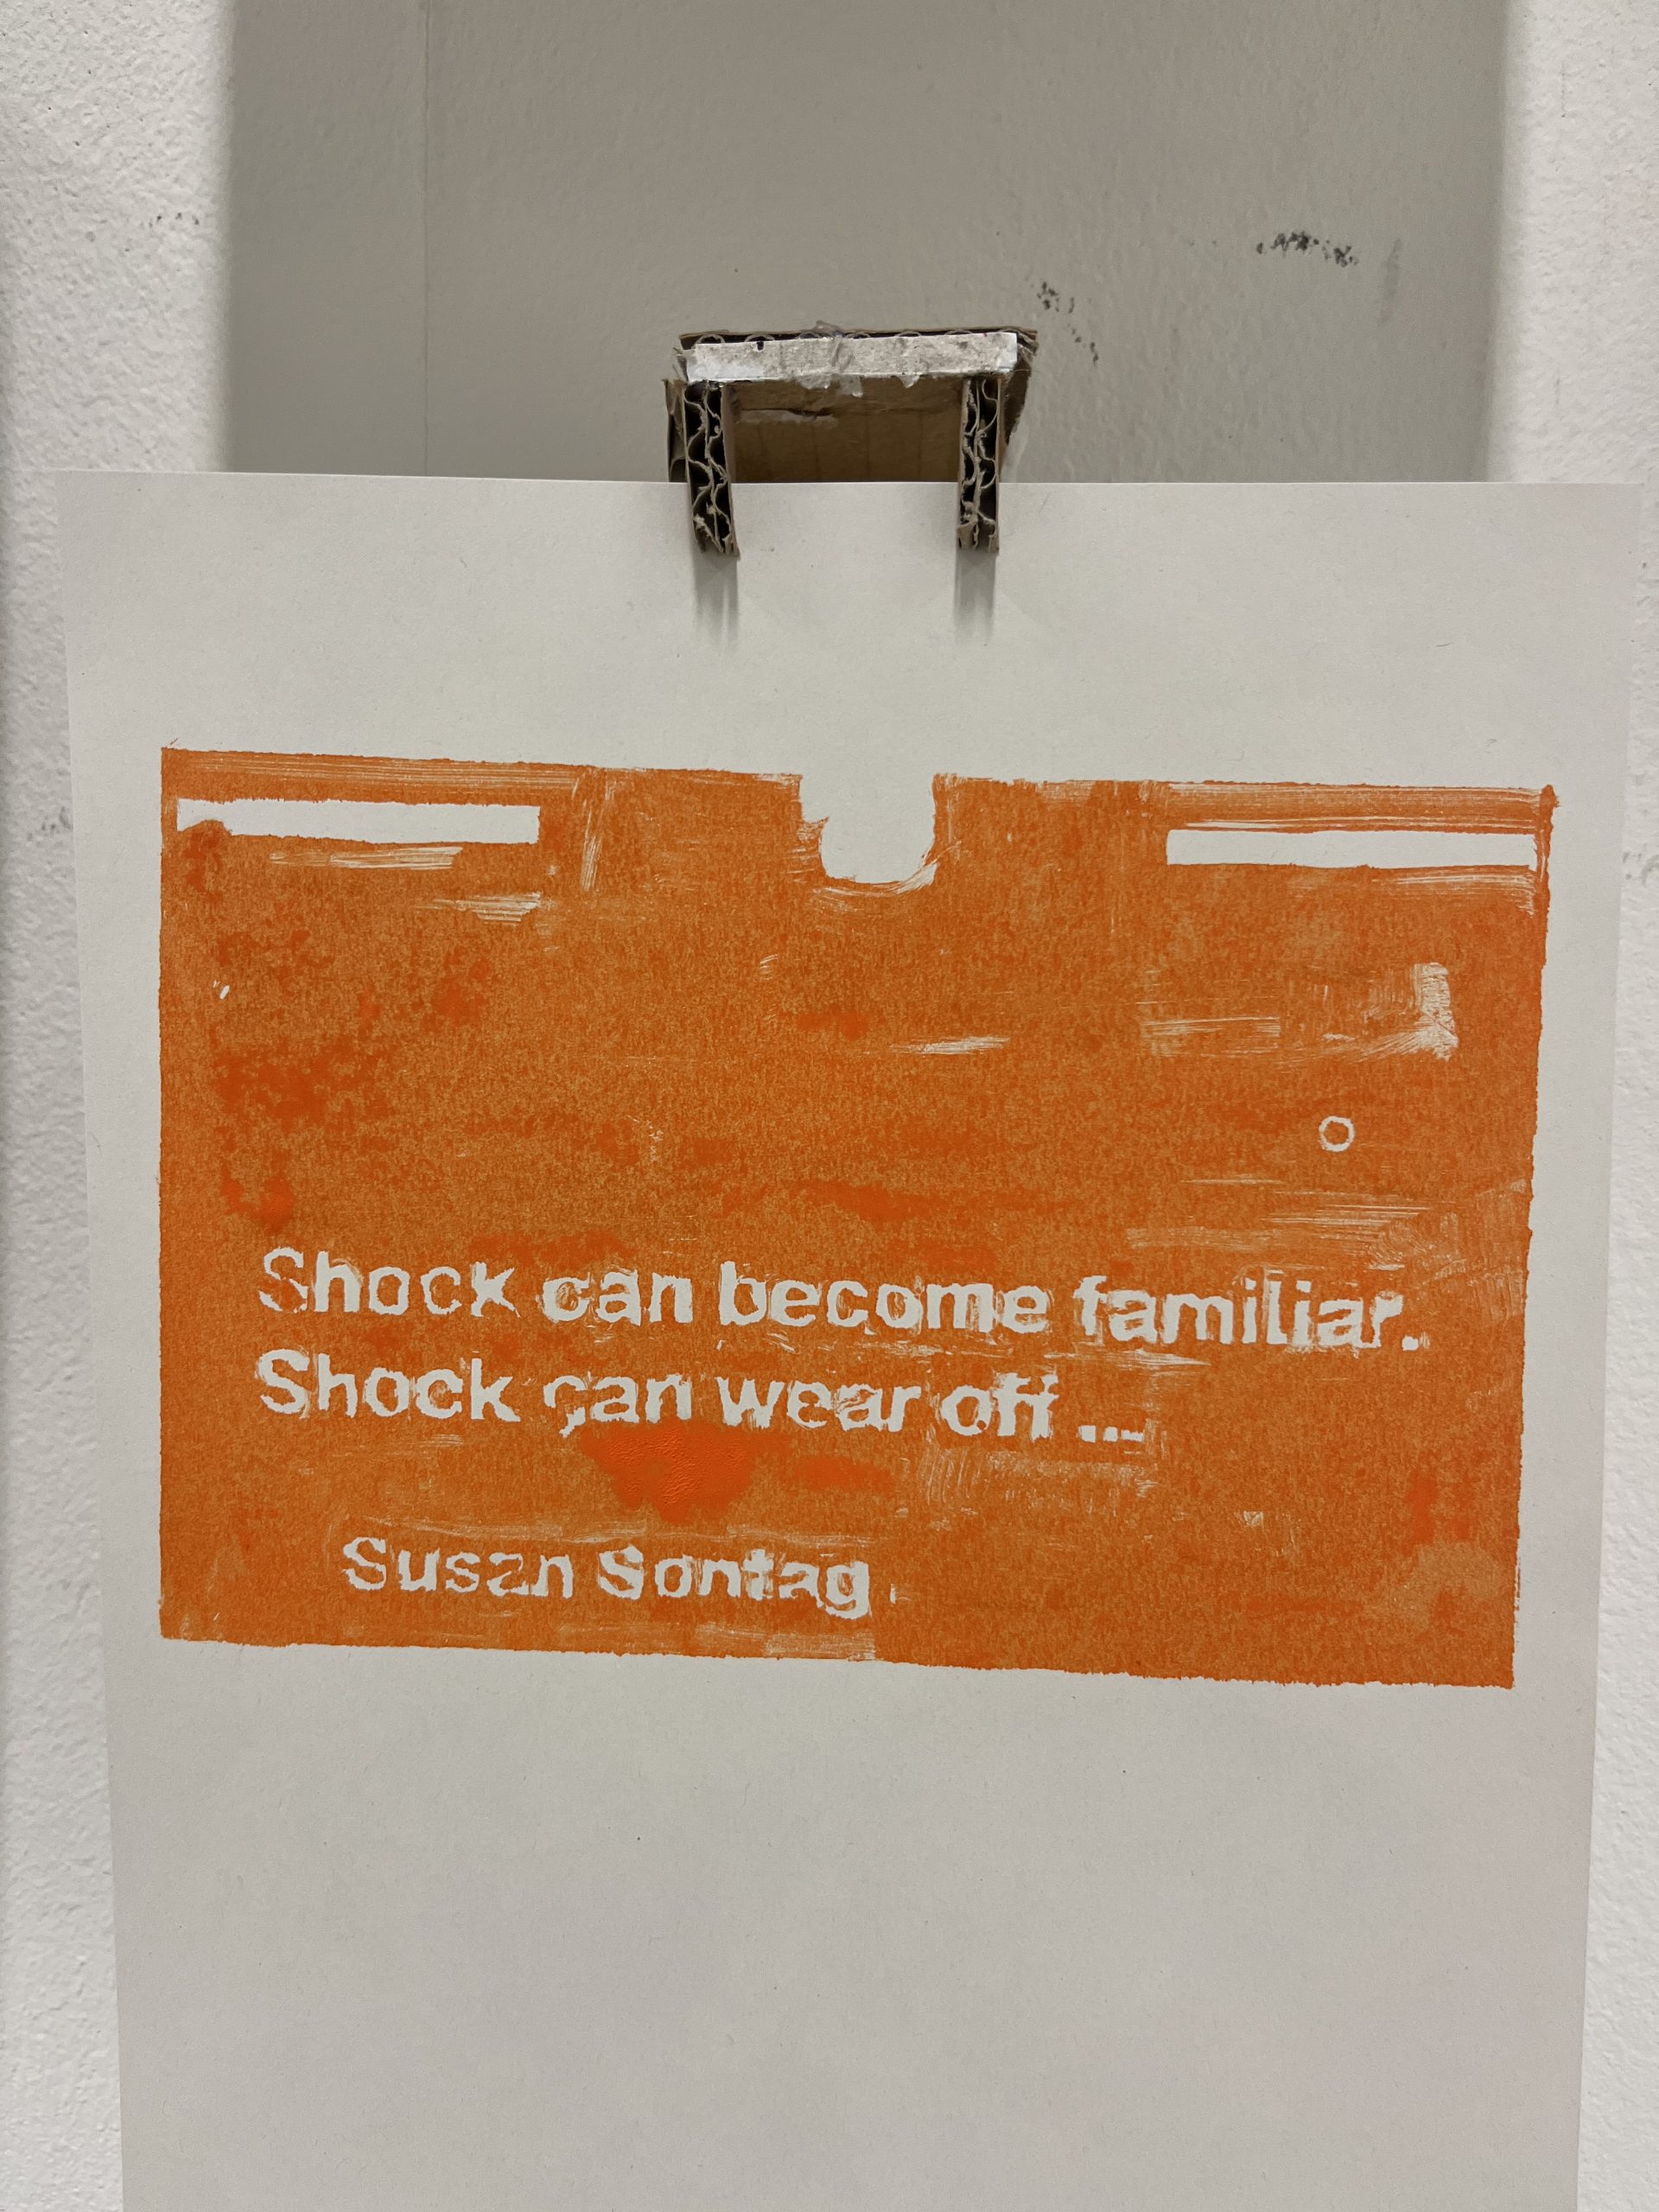 Shock can become familiar.
Shock can wear off ...
Susan Sontag